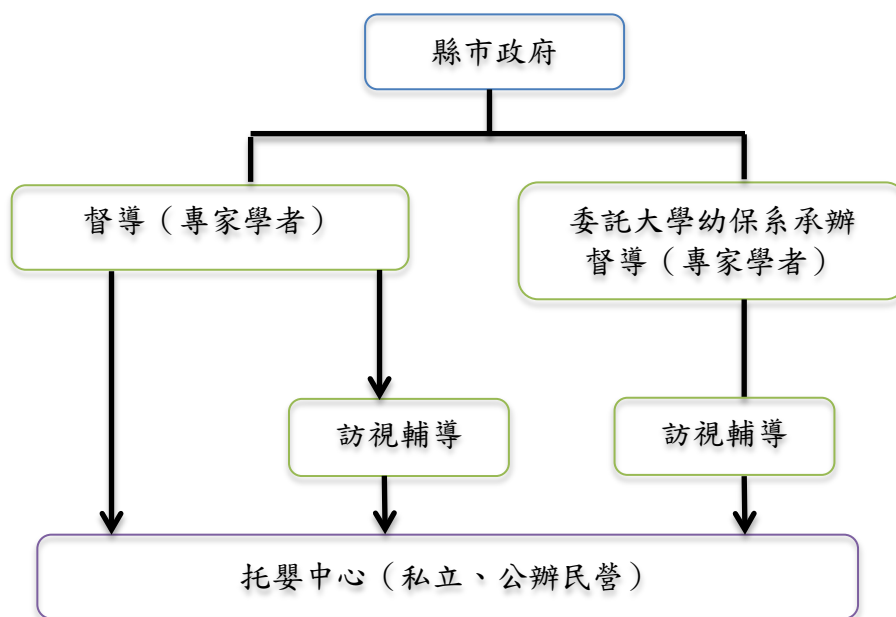 縣市政府
督導（專家學者）
委託大學幼保系承辦
督導（專家學者）
訪視輔導
訪視輔導
托嬰中心（私立、公辦民營）